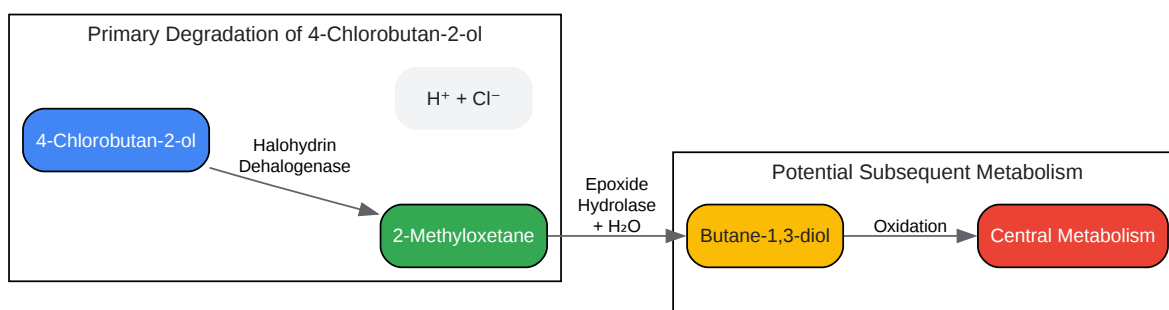 Primary Degradation of 4-Chlorobutan-2-ol
H⁺ + Cl⁻
4-Chlorobutan-2-ol
Halohydrin
Dehalogenase
2-Methyloxetane
Epoxide
Hydrolase
+ H₂O
Potential Subsequent Metabolism
Butane-1,3-diol
Oxidation
Central Metabolism